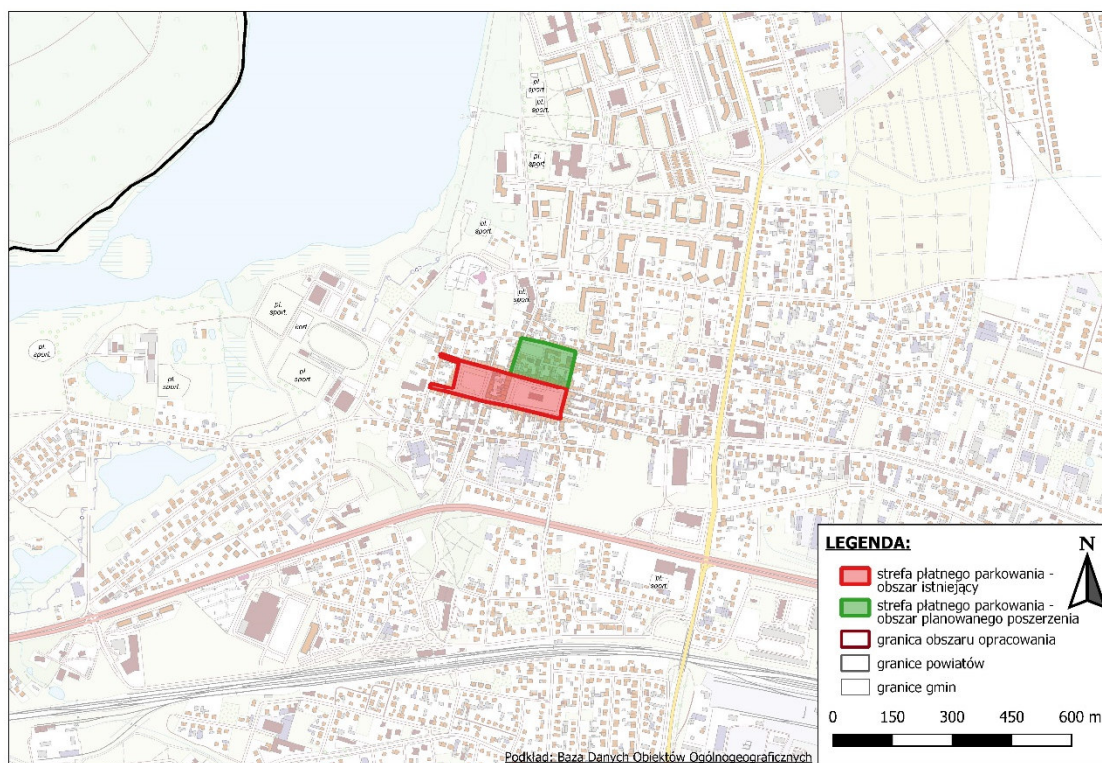 pl.
sport.
pl.
sport.
pl.
sport.
pl.
sport.
pl.
sport.
pl.
sport.
kort
pl.
sport.
pl.
sport.
pl.
sport.
pl.
sport.
LEGENDA:
N
strefa płatnego parkowania -
obszar istniejący
strefa płatnego parkowania -
obszar planowanego poszerzenia
granica obszaru opracowania
granice powiatów
granice gmin
0 150 300 450 600 m
Podkład: Baza Danych Obiektów Ogólnogeograficznych